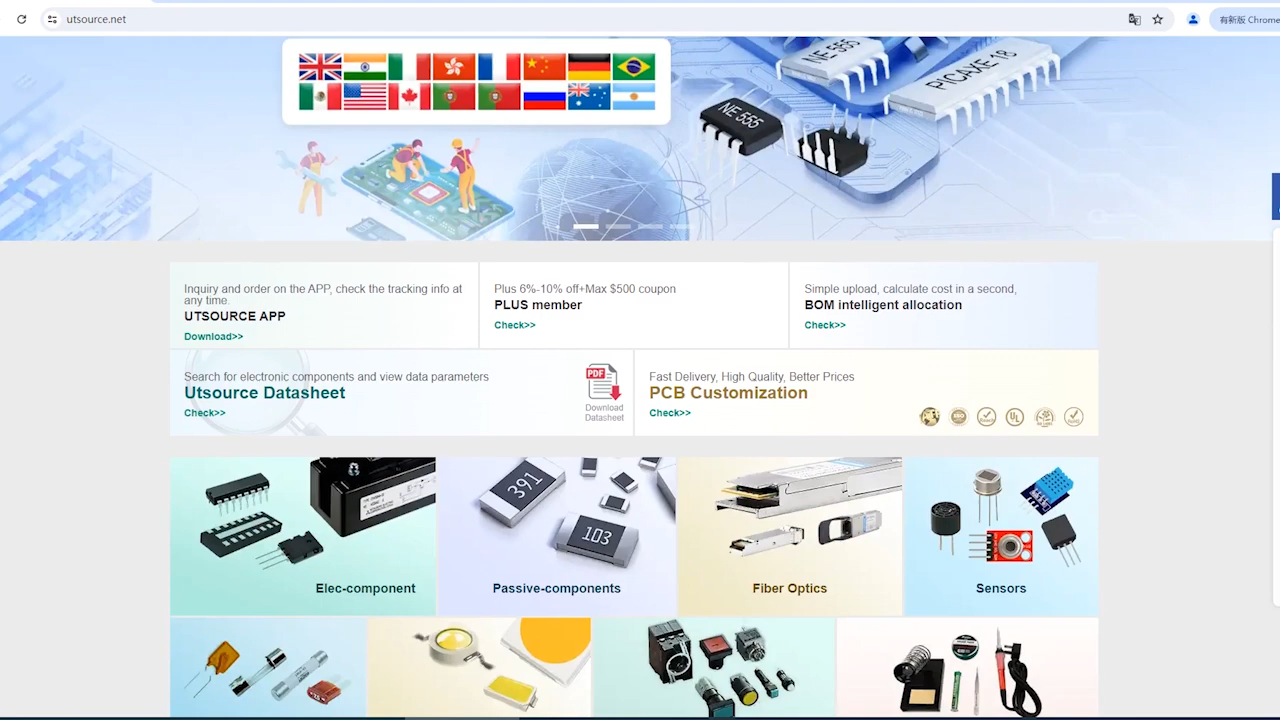 utsource.net
有新版 Chrome
NE 555
PICAXE-18
NE 555
Inquiry and order on the APP, check the tracking info at
any time.
UTSOURCE APP
Download>>
Plus 6%-10% off+Max $500 coupon
PLUS member
Check>>
Simple upload, calculate cost in a second,
BOM intelligent allocation
Check>>
Search for electronic components and view data parameters
Utsource Datasheet
Check>>
PDF
Download
Datasheet
Fast Delivery, High Quality, Better Prices
PCB Customization
Check>>
UL
391
103
Elec-component
Passive-components
Fiber Optics
Sensors